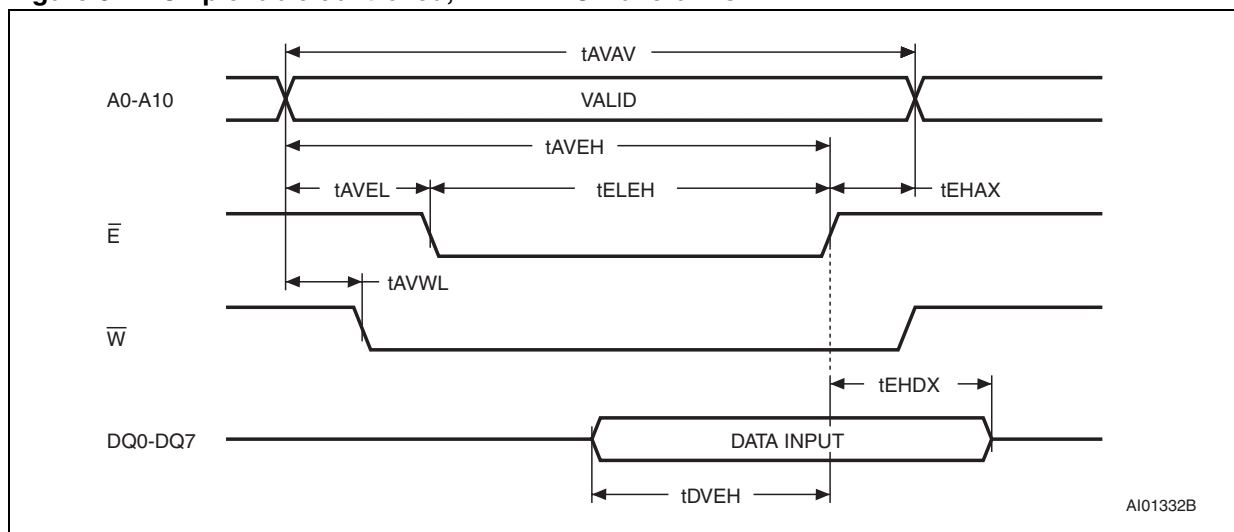 tAVAV
A0-A10
VALID
tAVEH
tAVEL
tELEH
tEHAX
E̅
tAVWL
W̅
tEHDX
DQ0-DQ7
DATA INPUT
tDVEH
AI01332B